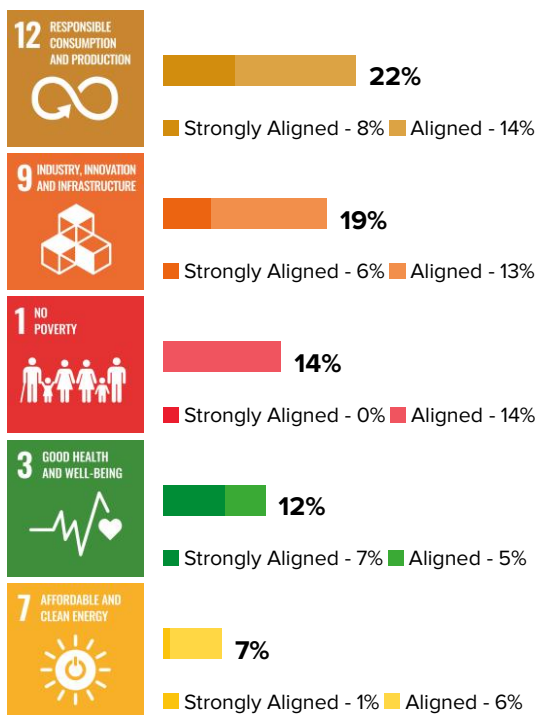 12 RESPONSIBLE
CONSUMPTION
AND PRODUCTION
22%
Strongly Aligned - 8% Aligned - 14%
9 INDUSTRY, INNOVATION
AND INFRASTRUCTURE
19%
Strongly Aligned - 6% Aligned - 13%
1 NO
POVERTY
14%
Strongly Aligned - 0% Aligned - 14%
3 GOOD HEALTH
AND WELL-BEING
12%
Strongly Aligned - 7% Aligned - 5%
7 AFFORDABLE AND
CLEAN ENERGY
7%
Strongly Aligned - 1% Aligned - 6%